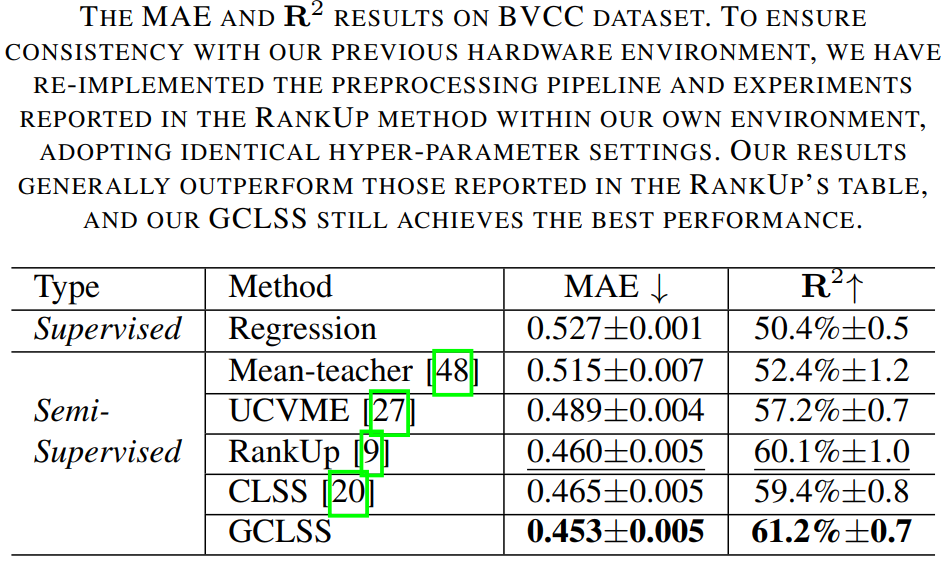 THE MAE AND R² RESULTS ON BVCC DATASET. TO ENSURE
CONSISTENCY WITH OUR PREVIOUS HARDWARE ENVIRONMENT, WE HAVE
RE-IMPLEMENTED THE PREPROCESSING PIPELINE AND EXPERIMENTS
REPORTED IN THE RANKUP METHOD WITHIN OUR OWN ENVIRONMENT,
ADOPTING IDENTICAL HYPER-PARAMETER SETTINGS. OUR RESULTS
GENERALLY OUTPERFORM THOSE REPORTED IN THE RANKUP'S TABLE,
AND OUR GCLSS STILL ACHIEVES THE BEST PERFORMANCE.
Type Method MAE ↓ R²↑
Supervised Regression 0.527±0.001 50.4%±0.5
Mean-teacher [48] 0.515±0.007 52.4%±1.2
Semi- UCVME [27] 0.489±0.004 57.2%±0.7
Supervised RankUp [9] 0.460±0.005 60.1%±1.0
CLSS [20] 0.465±0.005 59.4%±0.8
GCLSS 0.453±0.005 61.2%±0.7